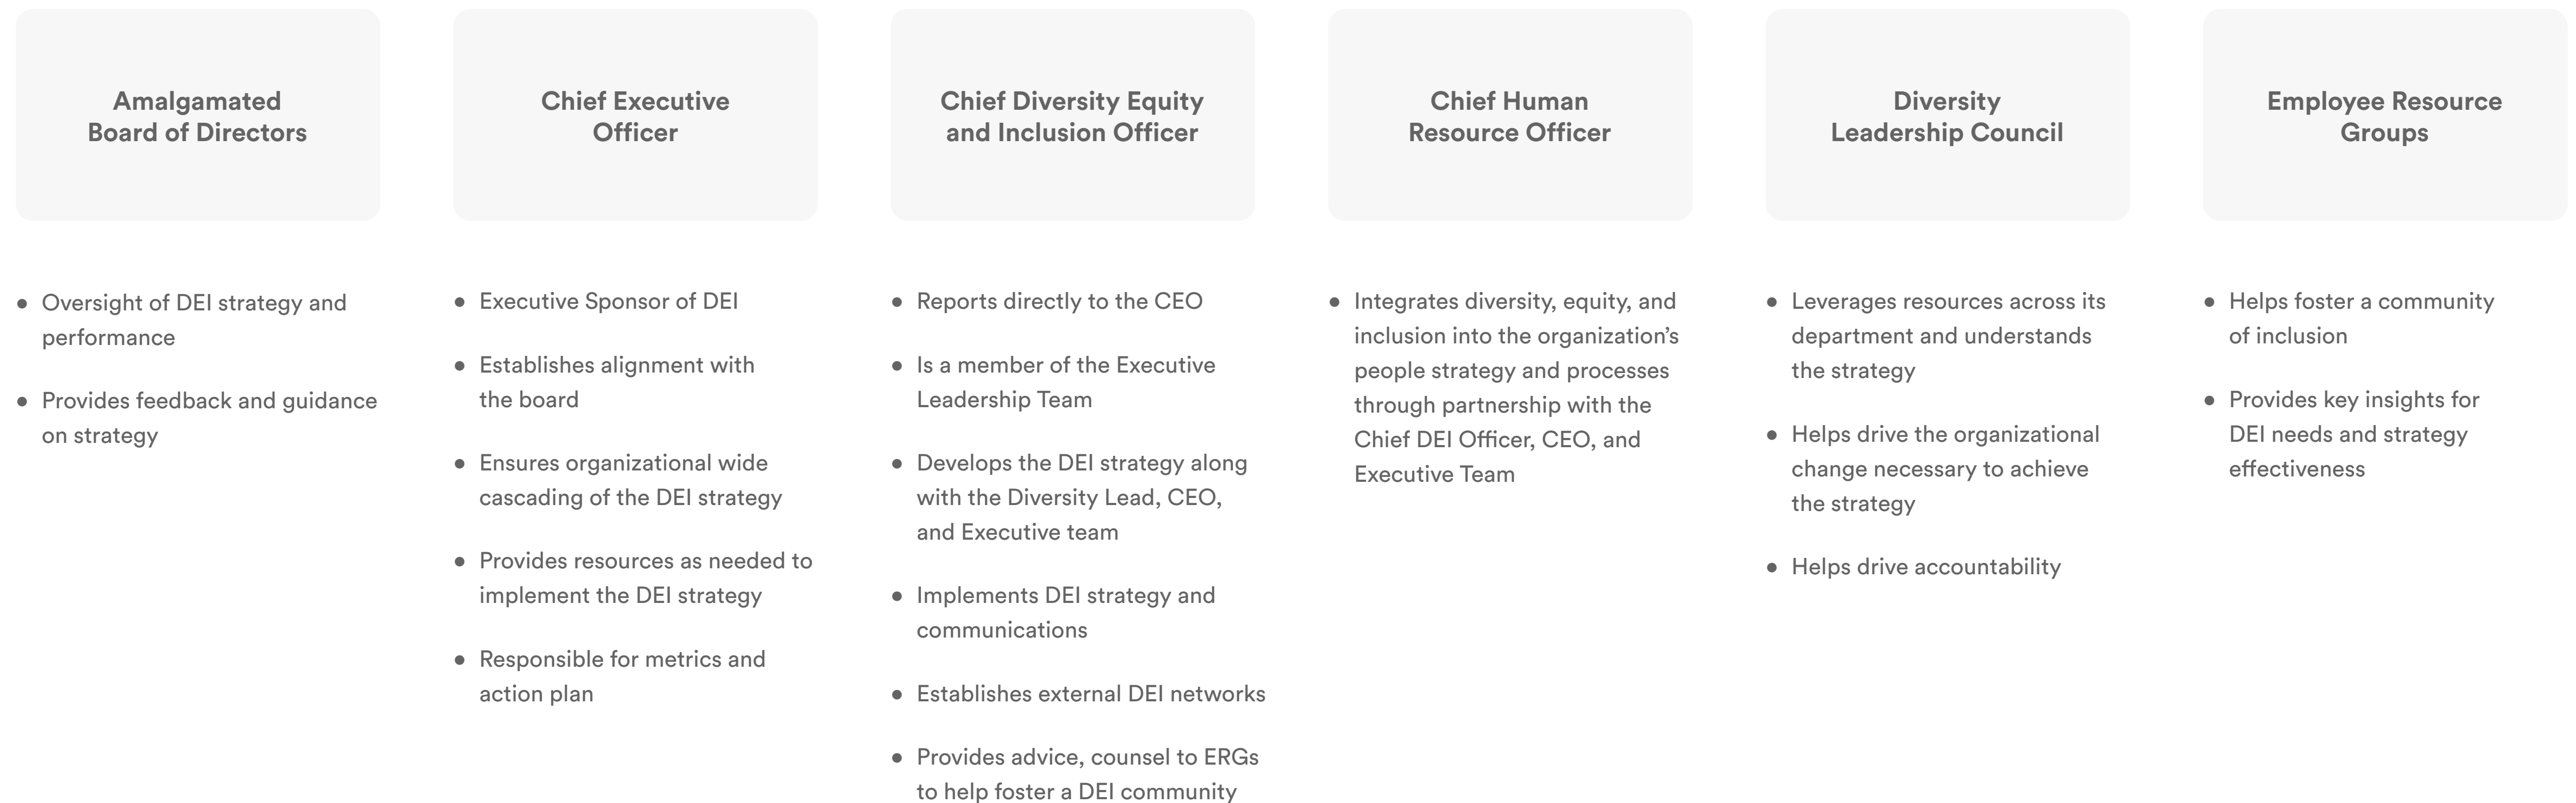 Amalgamated
Board of Directors
● Oversight of DEI strategy and
performance
● Provides feedback and guidance
on strategy
Chief Executive
Officer
● Executive Sponsor of DEI
● Establishes alignment with
the board
● Ensures organizational wide
cascading of the DEI strategy
● Provides resources as needed to
implement the DEI strategy
● Responsible for metrics and
action plan
Chief Diversity Equity
and Inclusion Officer
● Reports directly to the CEO
● Is a member of the Executive
Leadership Team
● Develops the DEI strategy along
with the Diversity Lead, CEO,
and Executive team
● Implements DEI strategy and
communications
● Establishes external DEI networks
● Provides advice, counsel to ERGs
to help foster a DEI community
Chief Human
Resource Officer
● Integrates diversity, equity, and
inclusion into the organization’s
people strategy and processes
through partnership with the
Chief DEI Officer, CEO, and
Executive Team
Diversity
Leadership Council
● Leverages resources across its
department and understands
the strategy
● Helps drive the organizational
change necessary to achieve
the strategy
● Helps drive accountability
Employee Resource
Groups
● Helps foster a community
of inclusion
● Provides key insights for
DEI needs and strategy
effectiveness